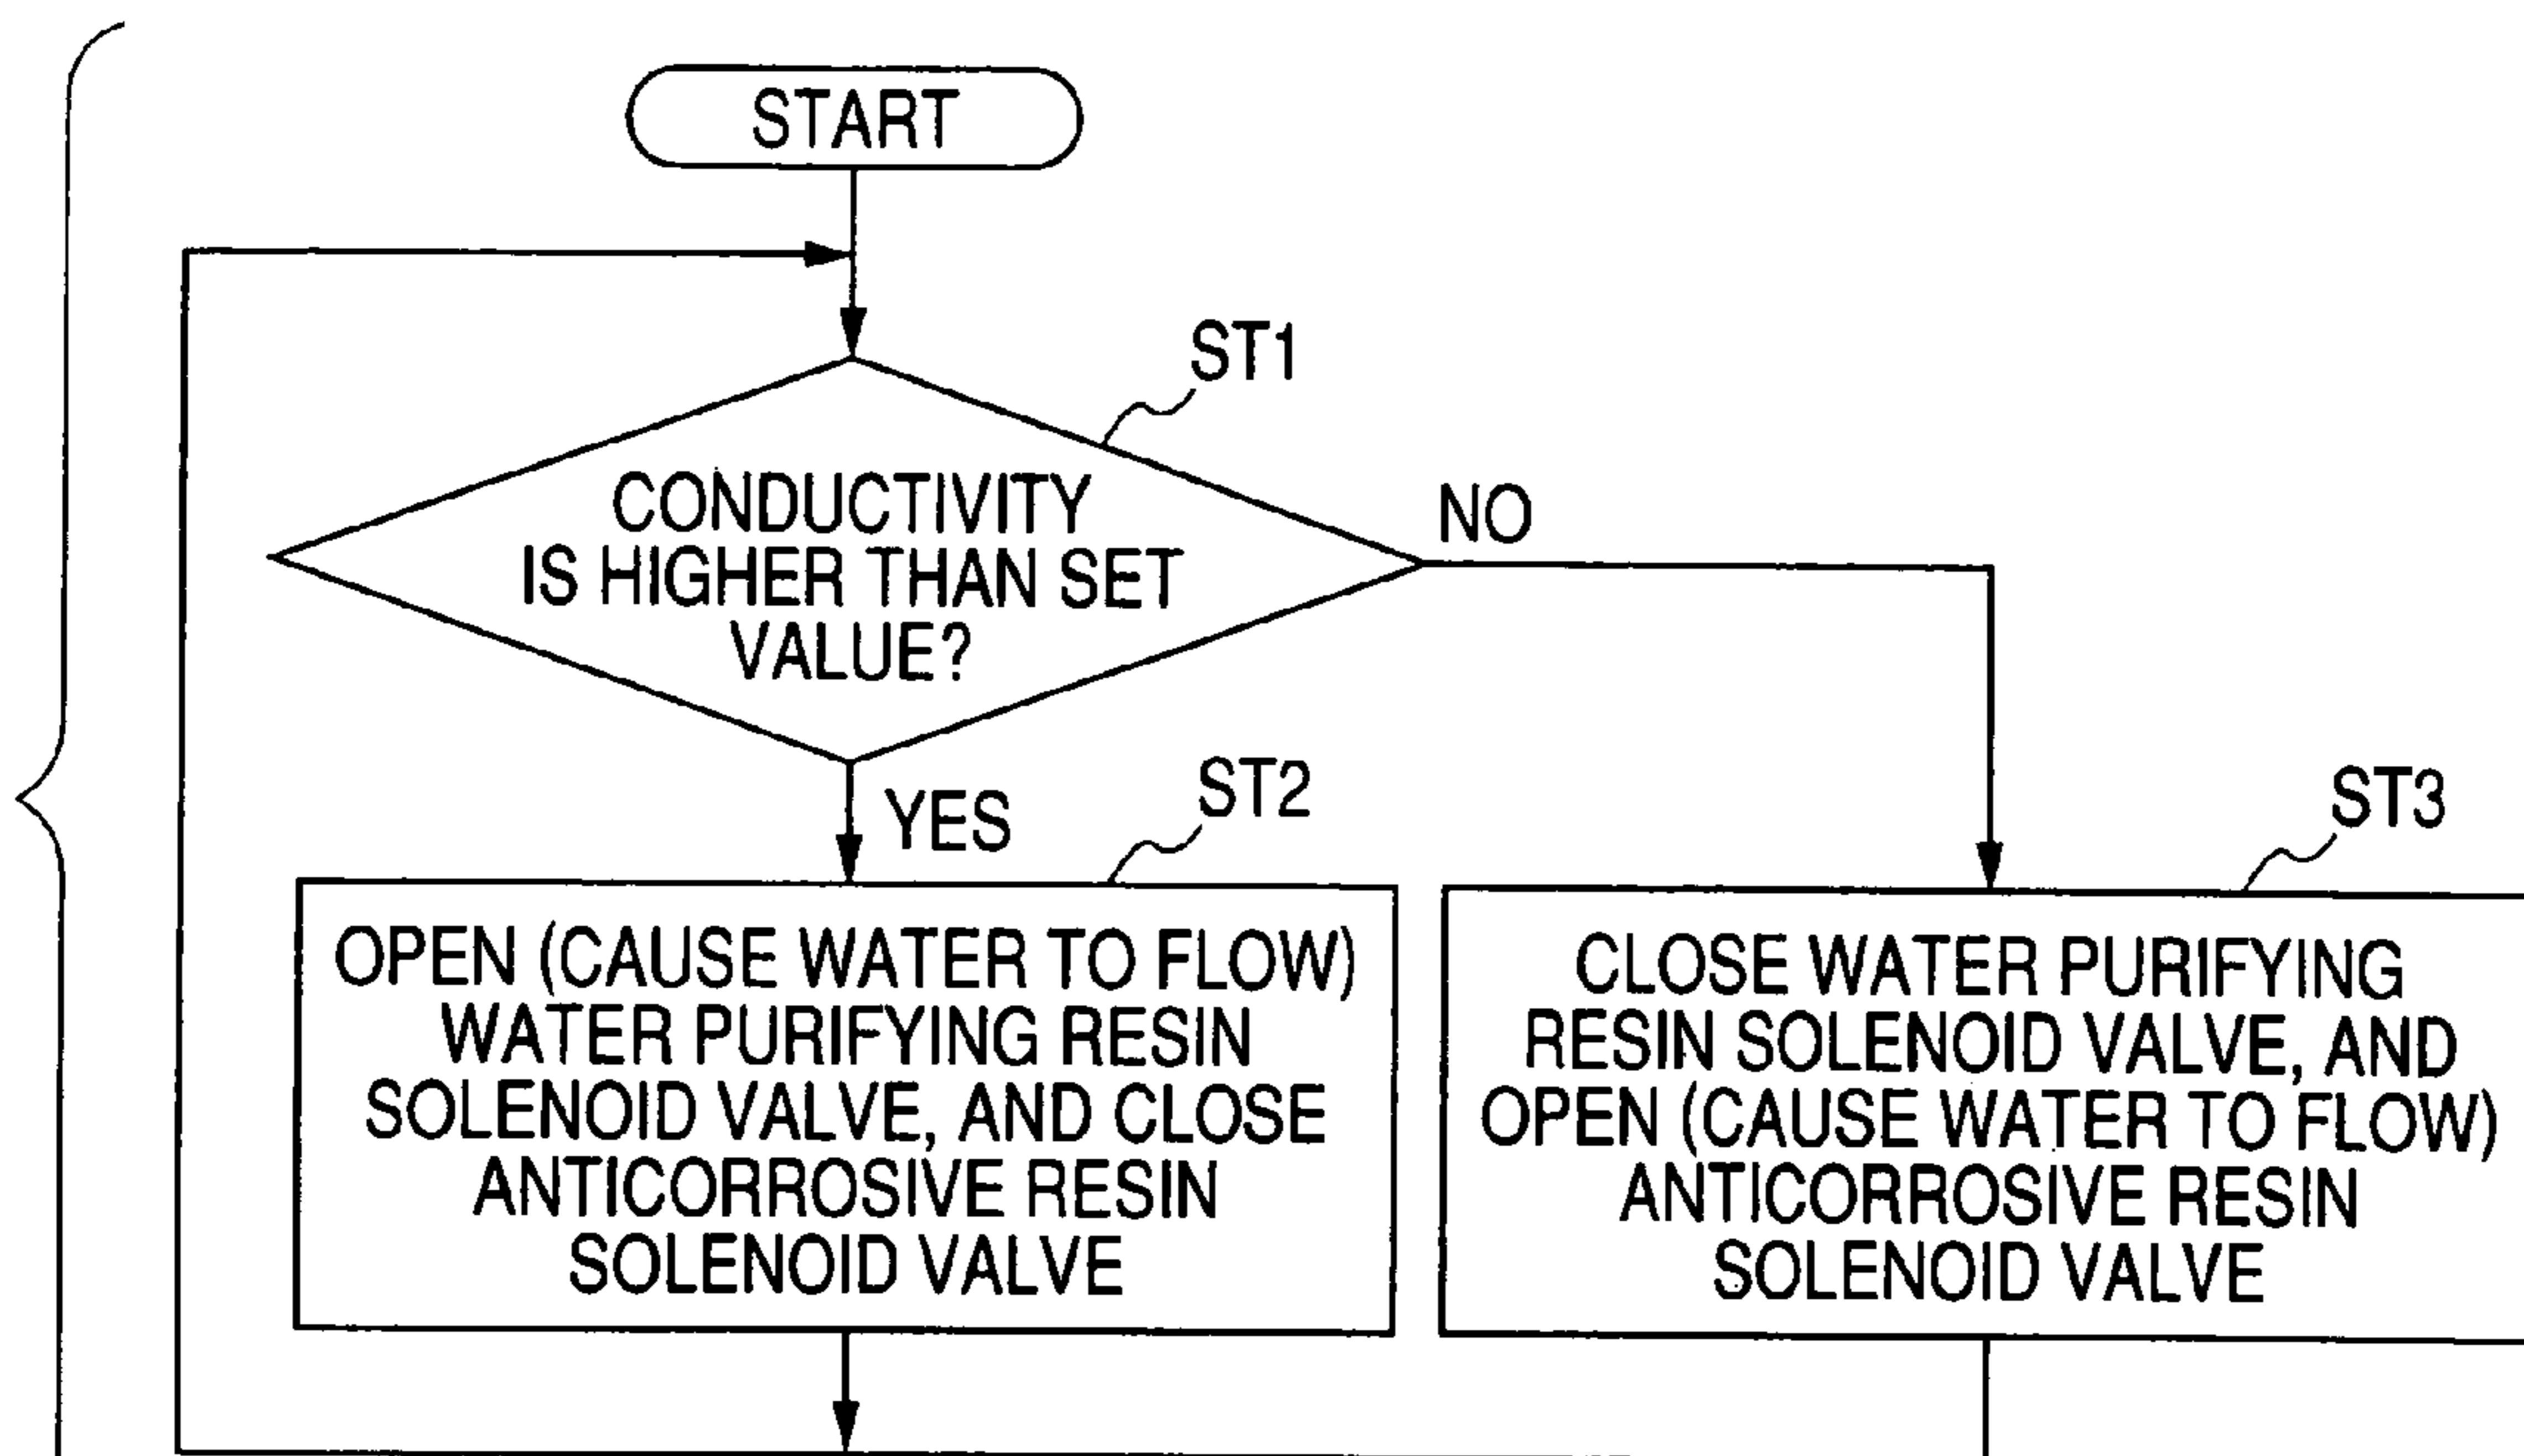 START
ST1
CONDUCTIVITY
IS HIGHER THAN SET
VALUE?
NO
YES
ST2
OPEN (CAUSE WATER TO FLOW)
WATER PURIFYING RESIN
SOLENOID VALVE, AND CLOSE
ANTICORROSIVE RESIN
SOLENOID VALVE
ST3
CLOSE WATER PURIFYING
RESIN SOLENOID VALVE, AND
OPEN (CAUSE WATER TO FLOW)
ANTICORROSIVE RESIN
SOLENOID VALVE